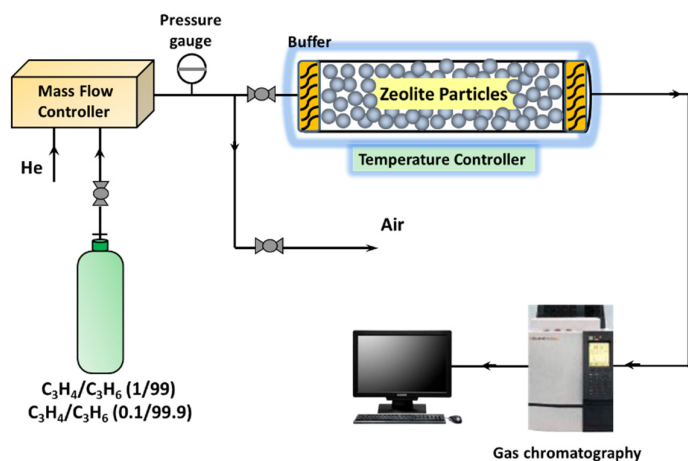 Pressure
gauge
Buffer
Mass Flow
Controller
Zeolite Particles
Temperature Controller
He
Air
C₃H₄/C₃H₆ (1/99)
C₃H₄/C₃H₆ (0.1/99.9)
Gas chromatography